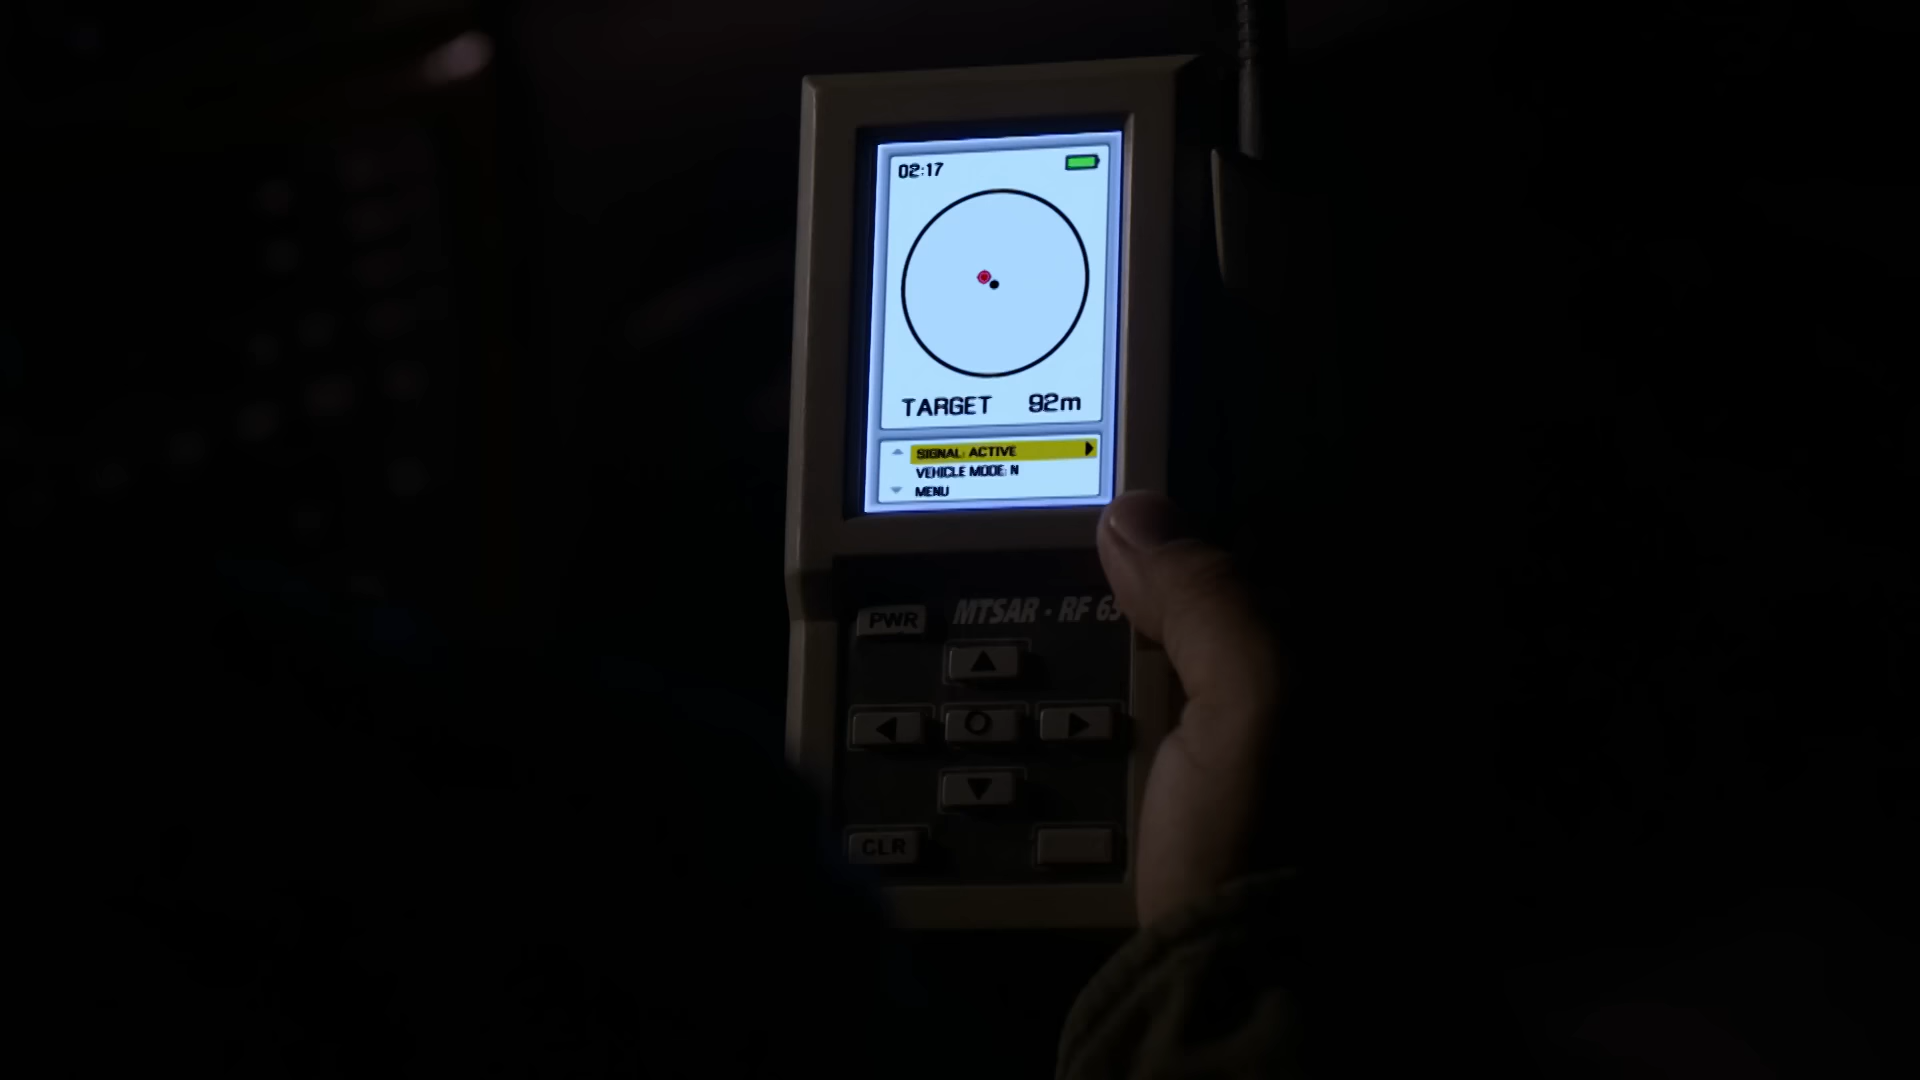 02:17
TARGET 92m
SIGNAL: ACTIVE
VEHICLE MODE: N
MENU
PWR
MTSAR · RF
CLR